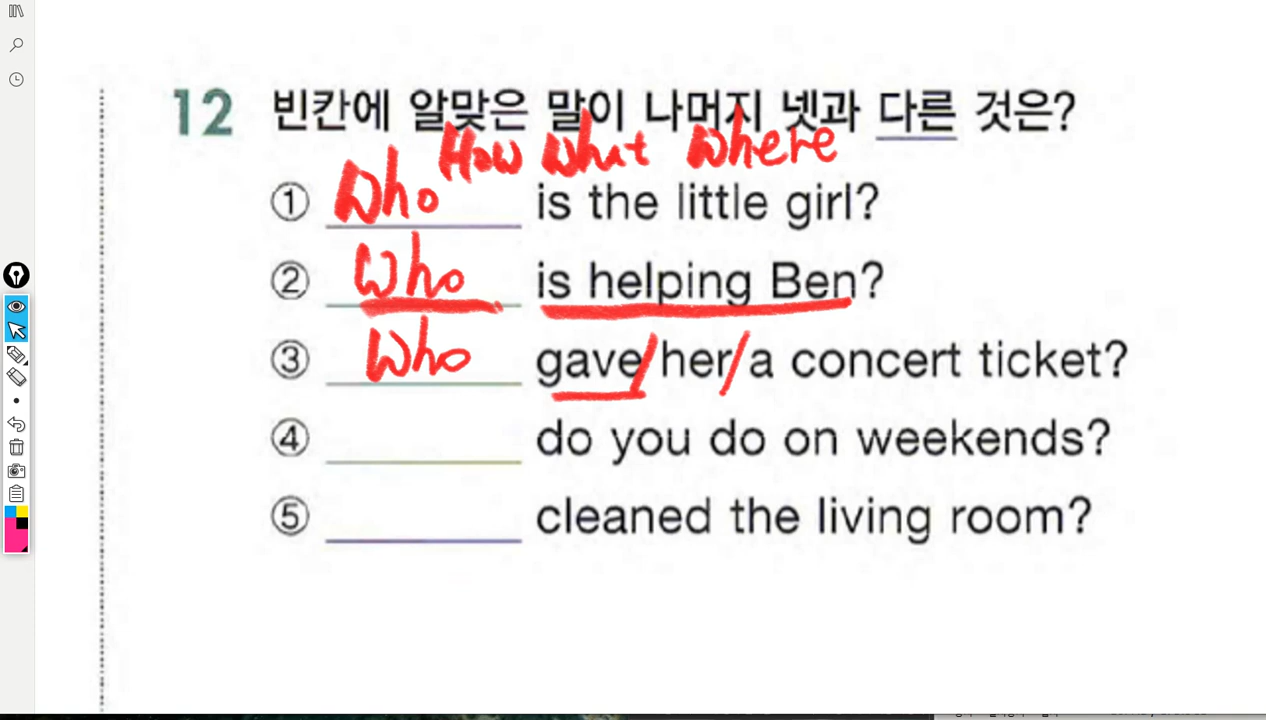 12 빈칸에 알맞은 말이 나머지 넷과 다른 것은?
How What Where
① Who is the little girl?
② Who is helping Ben?
③ Who gave/her/a concert ticket?
④ ______ do you do on weekends?
⑤ ______ cleaned the living room?